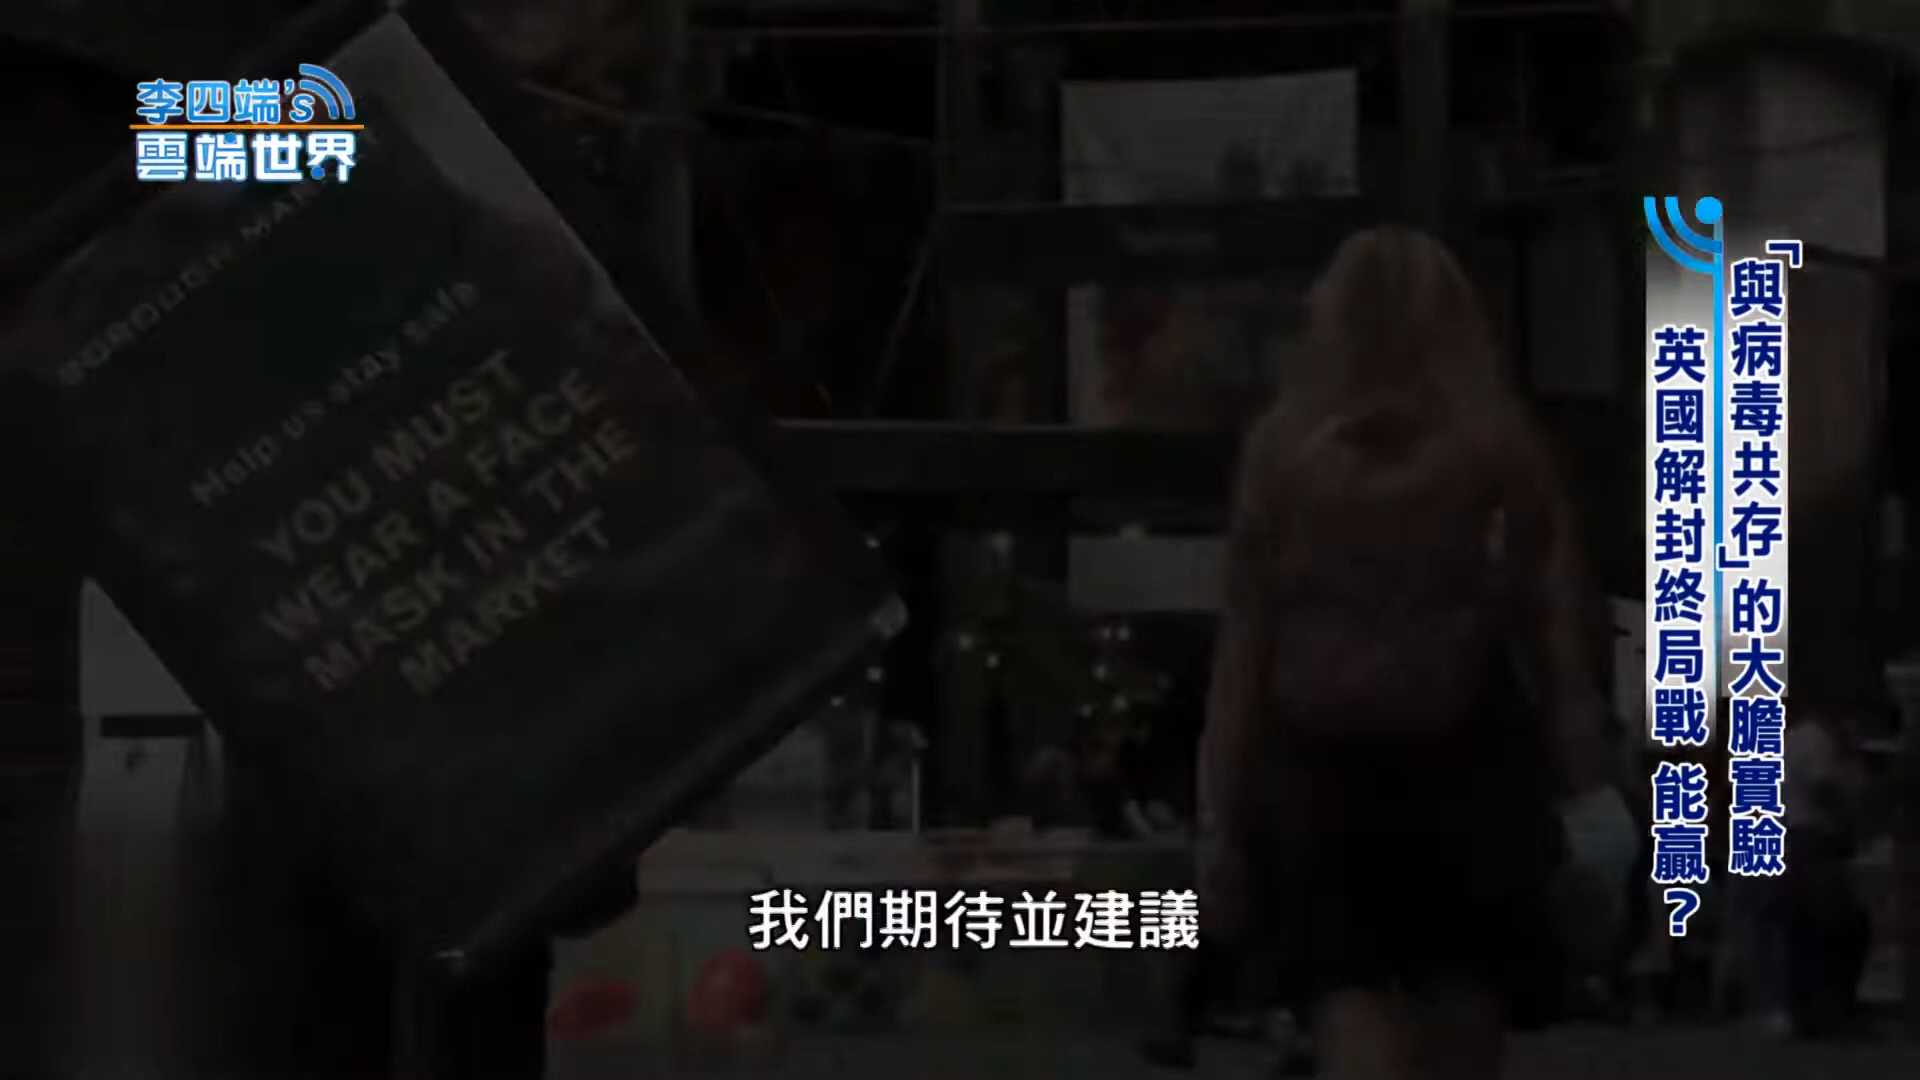 李四端's
雲端世界
BOROUGH MARK
Help us stay safe
YOU MUST
WEAR A FACE
MASK IN THE
MARKET
「與病毒共存」的大膽實驗
英國解封終局戰 能贏?
我們期待並建議